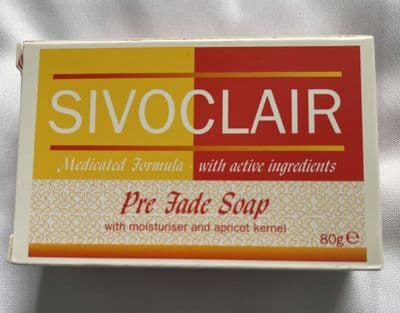 SIVOCLAIR
Medicated Formula - with active ingredients
Pre Fade Soap
with moisturiser and apricot kernel
80g ℮